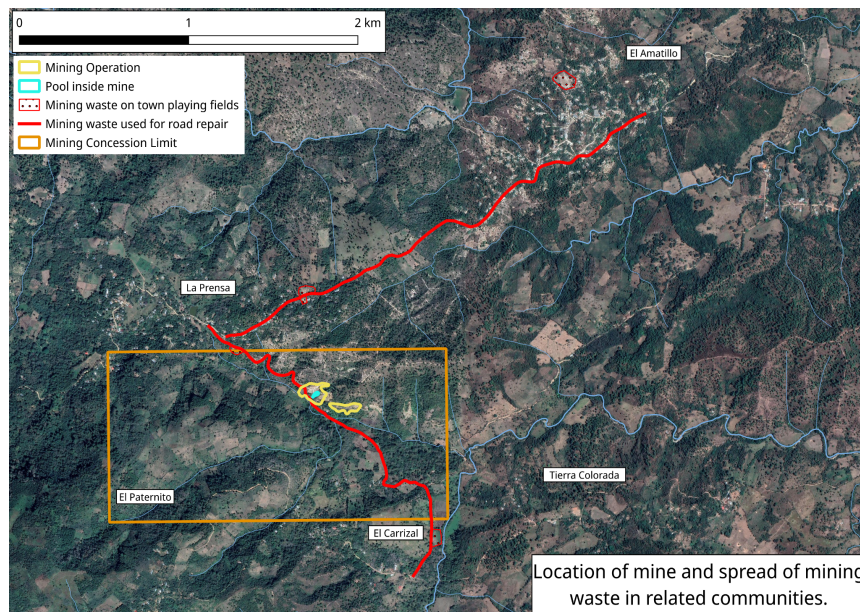 0 1 2 km
Mining Operation
Pool inside mine
Mining waste on town playing fields
Mining waste used for road repair
Mining Concession Limit
El Amatillo
La Prensa
Tierra Colorada
El Paternito
El Carrizal
Location of mine and spread of mining
waste in related communities.